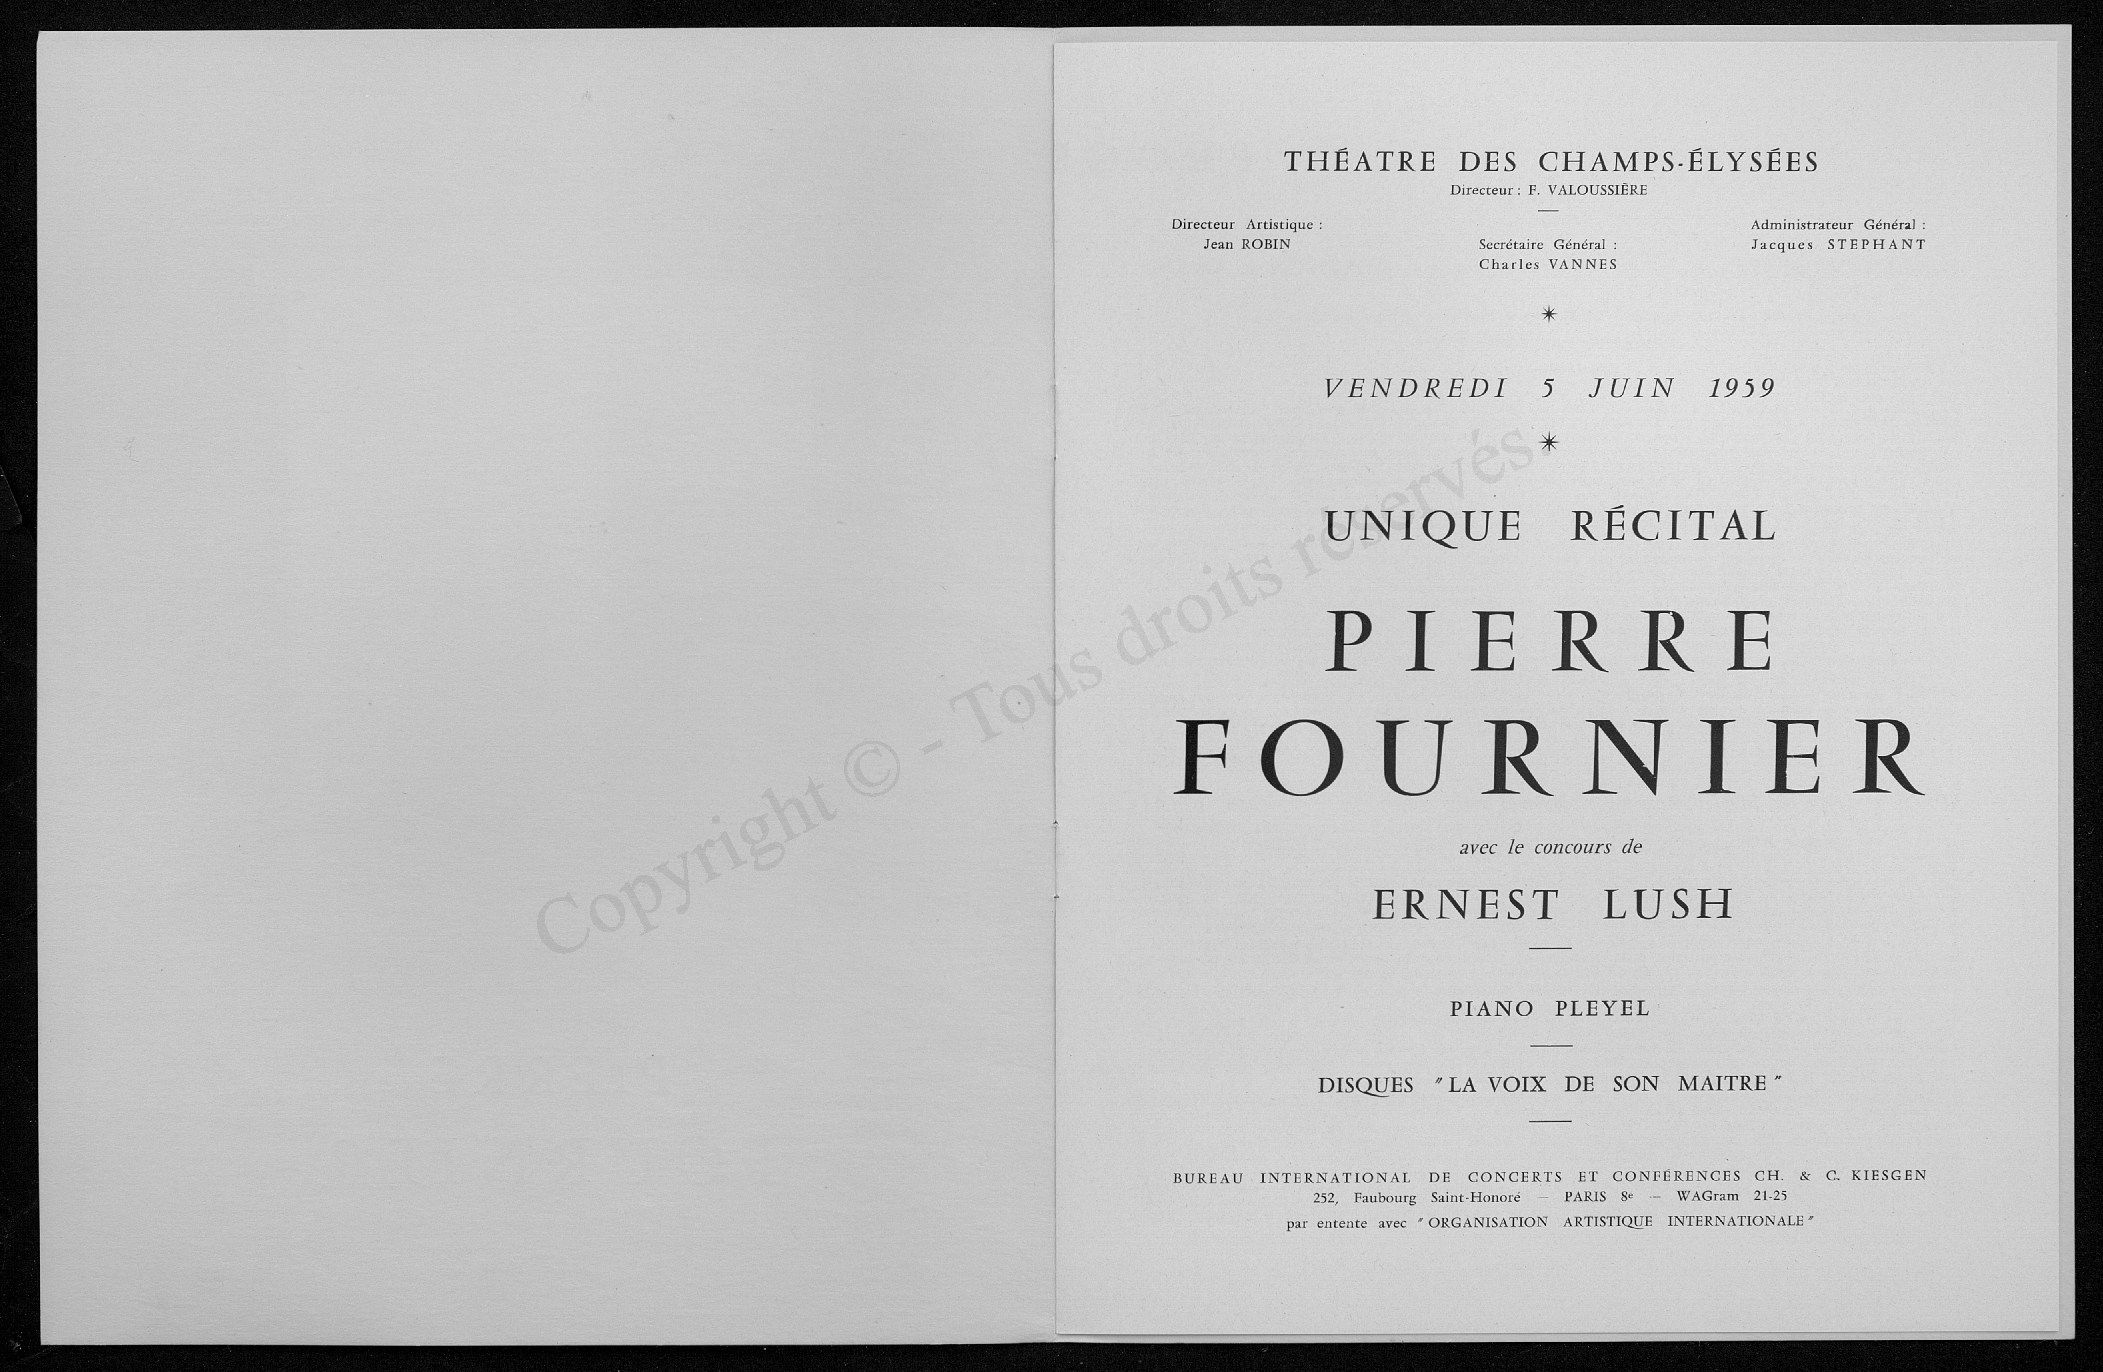 THÉATRE DES CHAMPS-ÉLYSÉES
Directeur : F. VALOUSSIÈRE
Directeur Artistique :
Jean ROBIN
Secrétaire Général :
Charles VANNES
Administrateur Général :
Jacques STEPHANT
VENDREDI 5 JUIN 1959
UNIQUE RÉCITAL
PIERRE
FOURNIER
avec le concours de
ERNEST LUSH
PIANO PLEYEL
DISQUES "LA VOIX DE SON MAITRE"
BUREAU INTERNATIONAL DE CONCERTS ET CONFÉRENCES CH. & C. KIESGEN
252, Faubourg Saint-Honoré — PARIS 8e — WAGram 21-25
par entente avec "ORGANISATION ARTISTIQUE INTERNATIONALE"
Copyright © - Tous droits réservés.